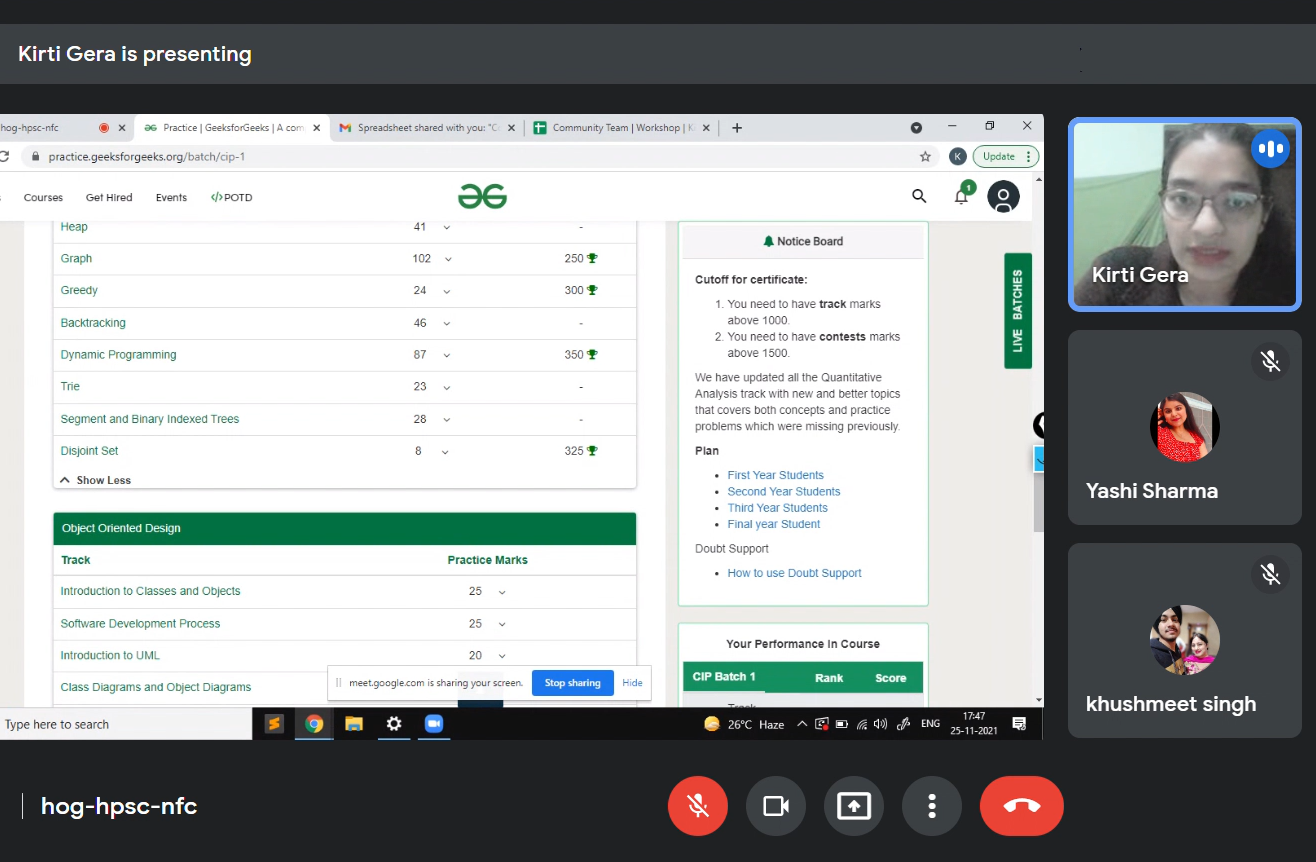 Kirti Gera is presenting
hog-hpsc-nfc
Practice | GeeksforGeeks | A com
Spreadsheet shared with you: "C
Community Team | Workshop | K
practice.geeksforgeeks.org/batch/cip-1
K
Update
Courses
Get Hired
Events
</>POTD
1
Heap 41 -
Graph 102 250
Greedy 24 300
Backtracking 46 -
Dynamic Programming 87 350
Trie 23 -
Segment and Binary Indexed Trees 28 -
Disjoint Set 8 325
Show Less
Object Oriented Design
Track Practice Marks
Introduction to Classes and Objects 25
Software Development Process 25
Introduction to UML 20
Class Diagrams and Object Diagrams
Notice Board
Cutoff for certificate:
1. You need to have track marks
above 1000.
2. You need to have contests marks
above 1500.
We have updated all the Quantitative
Analysis track with new and better topics
that covers both concepts and practice
problems which were missing previously.
Plan
• First Year Students
• Second Year Students
• Third Year Students
• Final year Student
Doubt Support
• How to use Doubt Support
Your Performance In Course
CIP Batch 1 Rank Score
Track
LIVE BATCHES
meet.google.com is sharing your screen.
Stop sharing
Hide
Type here to search
26°C Haze
ENG
17:47
25-11-2021
Kirti Gera
Yashi Sharma
khushmeet singh
hog-hpsc-nfc